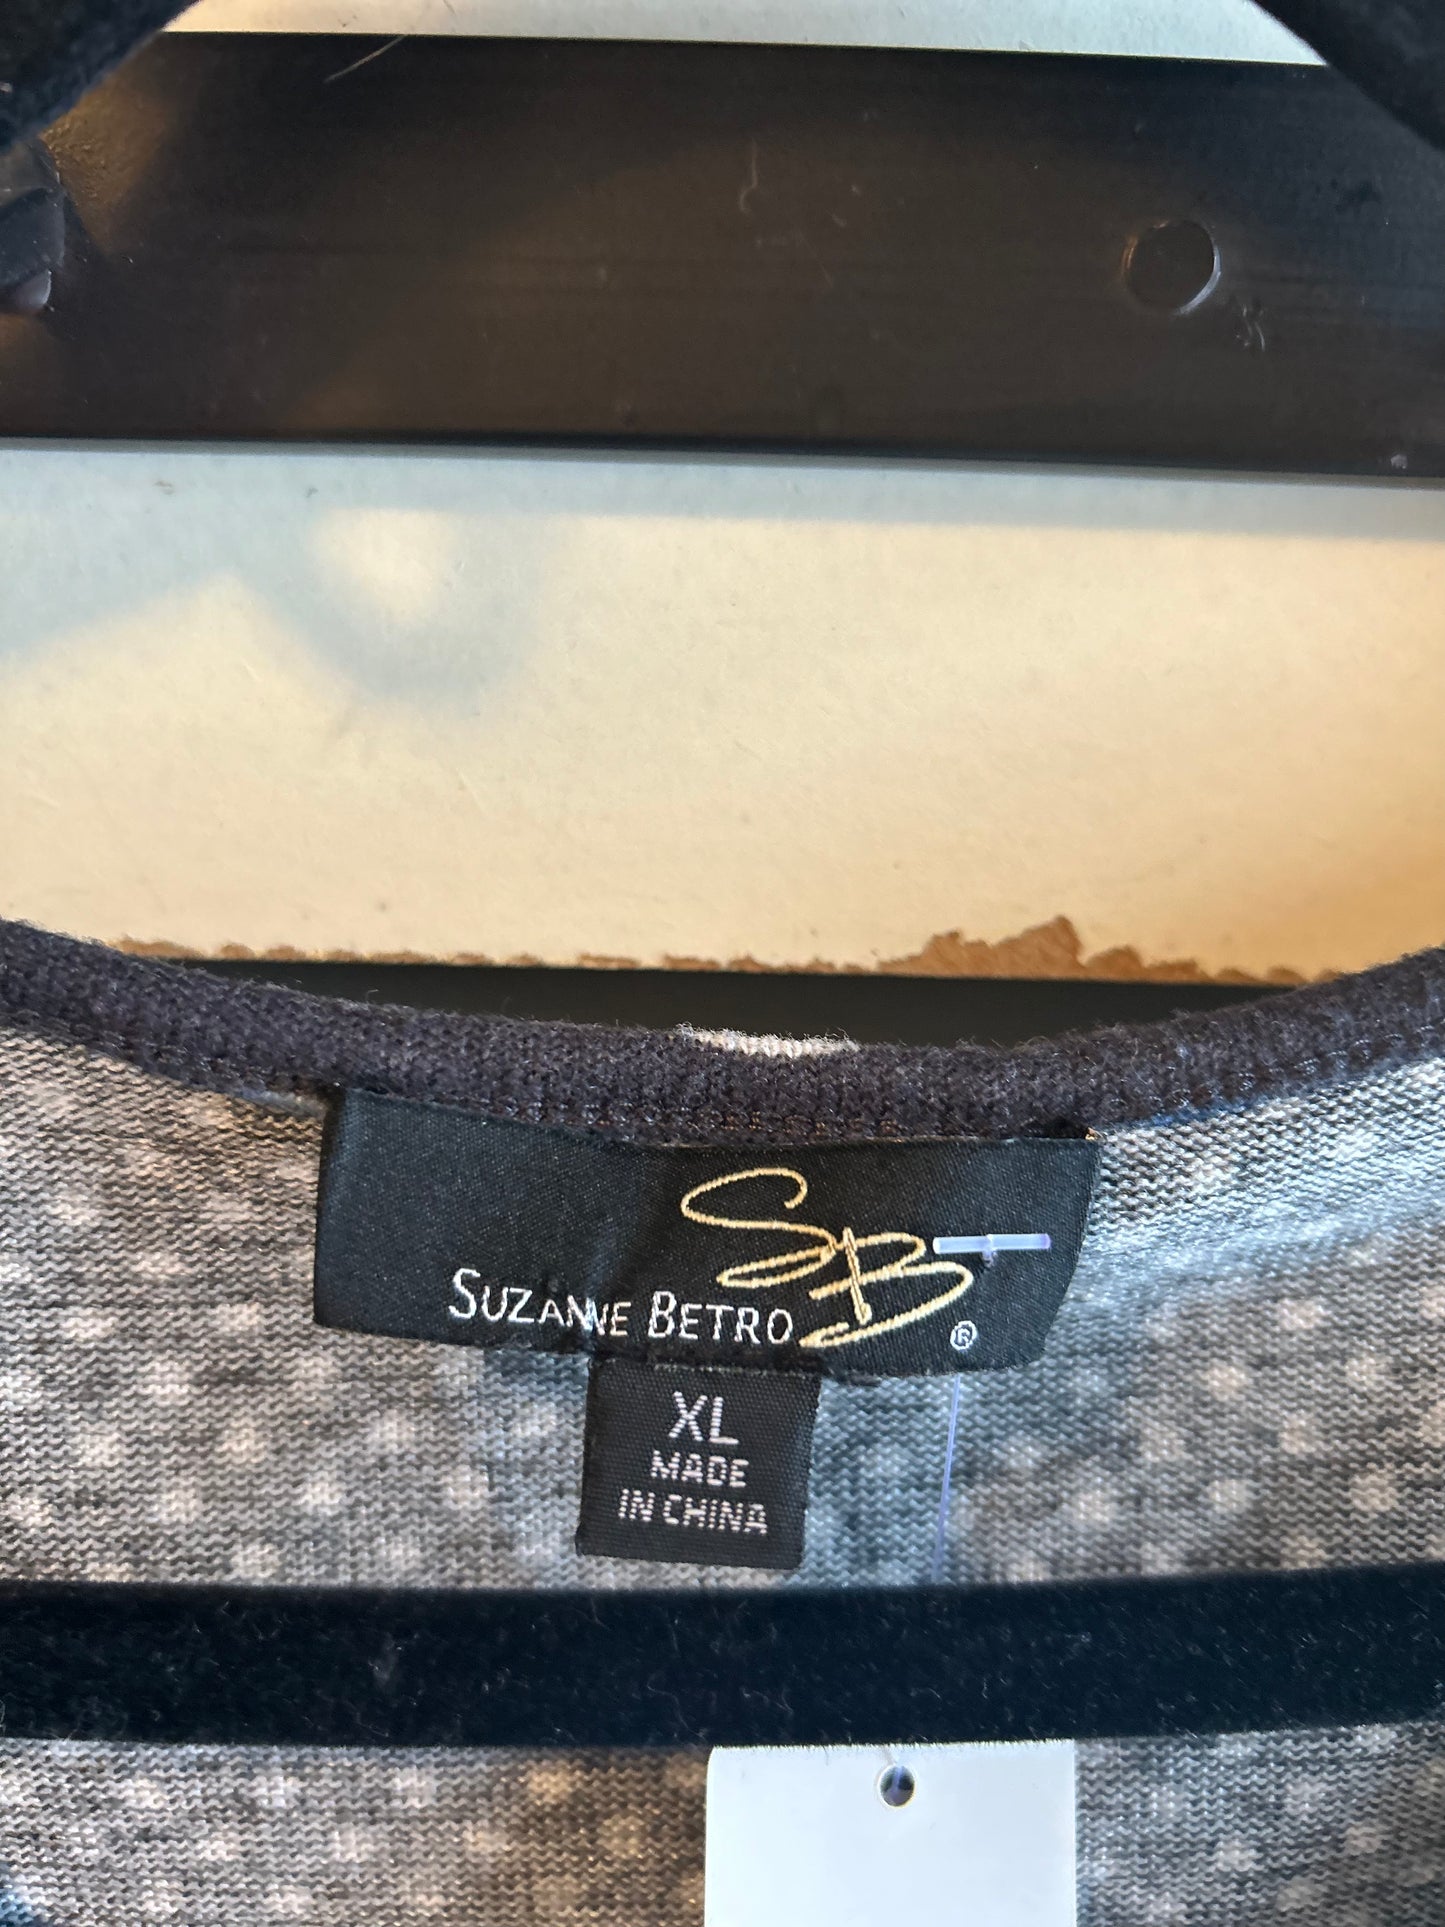 SB
SUZANNE BETRO ®
XL
MADE
IN CHINA